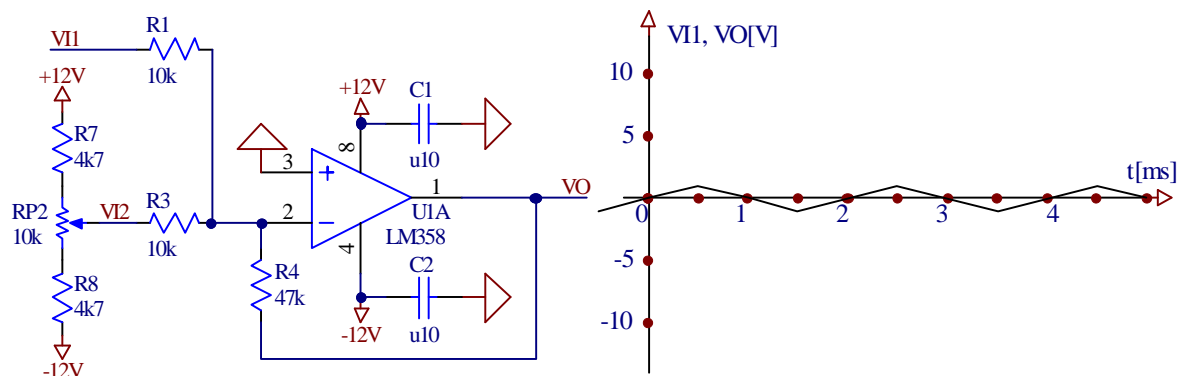 VI1
R1
10k
+12V
R7
4k7
RP2
10k
VI2
R3
10k
R8
4k7
-12V
+12V
C1
u10
8
3
+
2
−
1
U1A
LM358
4
VO
R4
47k
C2
u10
-12V
VI1, VO[V]
10
5
t[ms]
0
1
2
3
4
-5
-10